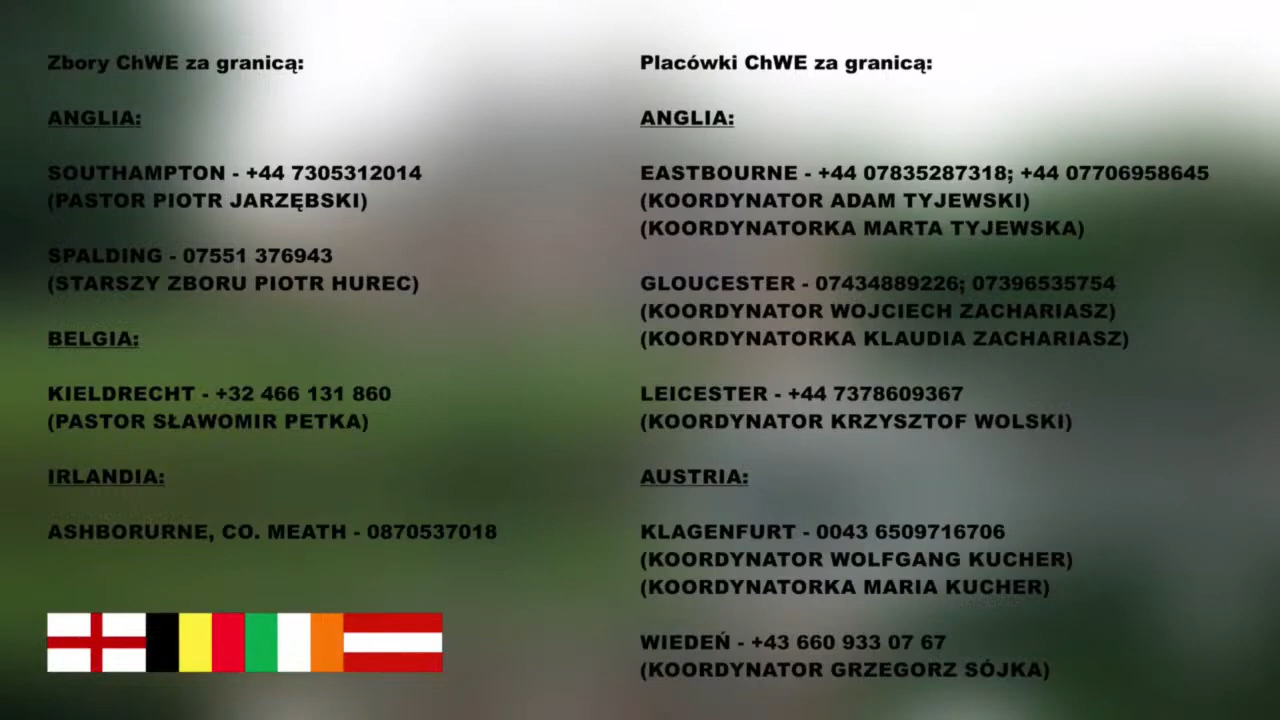 Zbory ChWE za granicą:
ANGLIA:
SOUTHAMPTON - +44 7305312014
(PASTOR PIOTR JARZĘBSKI)
SPALDING - 07551 376943
(STARSZY ZBORU PIOTR HUREC)
BELGIA:
KIELDRECHT - +32 466 131 860
(PASTOR SŁAWOMIR PETKA)
IRLANDIA:
ASHBORURNE, CO. MEATH - 0870537018
Placówki ChWE za granicą:
ANGLIA:
EASTBOURNE - +44 07835287318; +44 07706958645
(KOORDYNATOR ADAM TYJEWSKI)
(KOORDYNATORKA MARTA TYJEWSKA)
GLOUCESTER - 07434889226; 07396535754
(KOORDYNATOR WOJCIECH ZACHARIASZ)
(KOORDYNATORKA KLAUDIA ZACHARIASZ)
LEICESTER - +44 7378609367
(KOORDYNATOR KRZYSZTOF WOLSKI)
AUSTRIA:
KLAGENFURT - 0043 6509716706
(KOORDYNATOR WOLFGANG KUCHER)
(KOORDYNATORKA MARIA KUCHER)
WIEDEŃ - +43 660 933 07 67
(KOORDYNATOR GRZEGORZ SÓJKA)